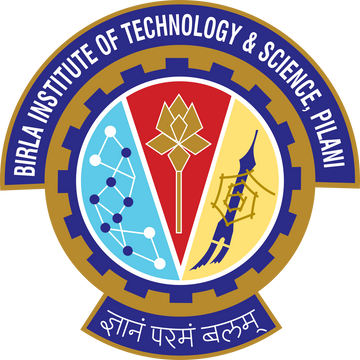 BIRLA INSTITUTE OF TECHNOLOGY & SCIENCE, PILANI
ज्ञानं परमं बलम्